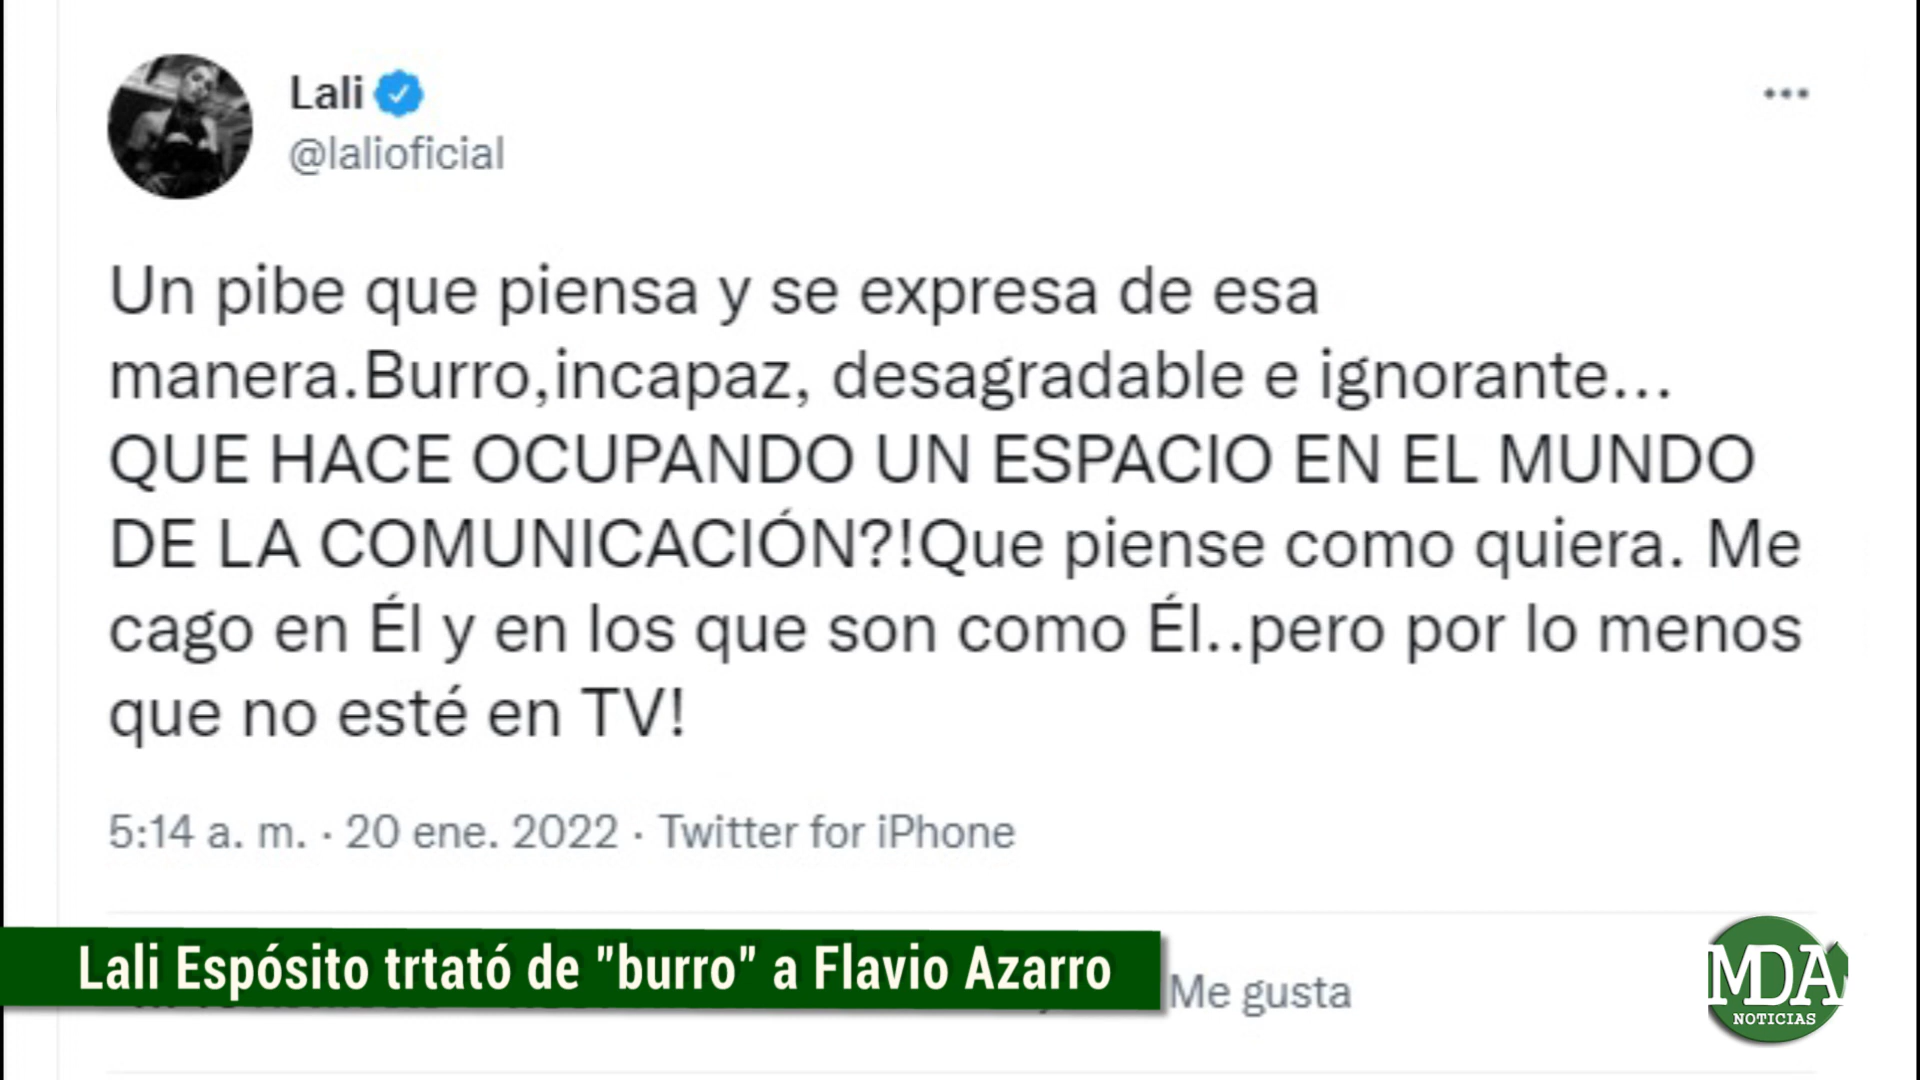 Lali
@lalioficial
Un pibe que piensa y se expresa de esa
manera.Burro,incapaz, desagradable e ignorante...
QUE HACE OCUPANDO UN ESPACIO EN EL MUNDO
DE LA COMUNICACIÓN?!Que piense como quiera. Me
cago en Él y en los que son como Él..pero por lo menos
que no esté en TV!
5:14 a. m. · 20 ene. 2022 · Twitter for iPhone
Lali Espósito trtató de "burro" a Flavio Azarro
Me gusta
MDA
NOTICIAS